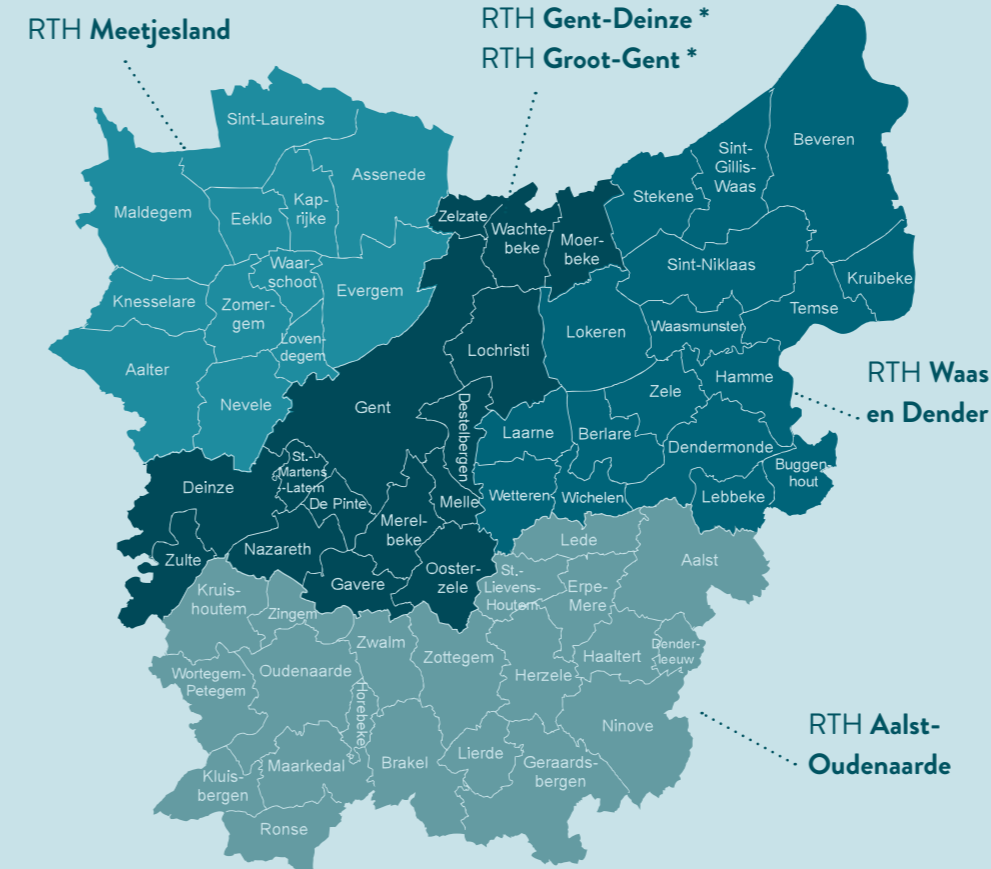 RTH Meetjesland
RTH Gent-Deinze *
RTH Groot-Gent *
Sint-Laureins
Assenede
Maldegem
Eeklo
Kap-
rijke
Waar-
schoot
Knesselare
Zomer-
gem
Evergem
Loven-
degem
Aalter
Nevele
Zelzate
Wachte-
beke
Moer-
beke
Lochristi
Gent
Destelbergen
Deinze
St.-
Martens
-Latem
De Pinte
Melle
Merel-
beke
Zulte
Nazareth
Gavere
Ooster-
zele
Beveren
Sint-
Gillis-
Waas
Stekene
Sint-Niklaas
Kruibeke
Temse
Lokeren
Waasmunster
Hamme
Zele
Laarne
Berlare
Dendermonde
Buggen-
hout
Wetteren
Wichelen
Lebbeke
RTH Waas
en Dender
Lede
Aalst
St.-
Lievens-
Houtem
Erpe-
Mere
Kruis-
houtem
Zingem
Zwalm
Zottegem
Haaltert
Dender-
leeuw
Herzele
Wortegem-
Petegem
Oudenaarde
Horebeke
Ninove
Kluis-
bergen
Maarkedal
Brakel
Lierde
Geraards-
bergen
Ronse
RTH Aalst-
Oudenaarde